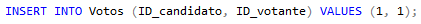 INSERT INTO Votos (ID_candidato, ID_votante) VALUES (1, 1);